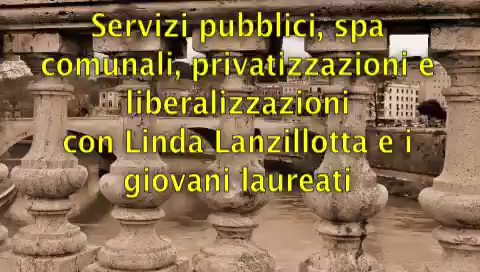 Servizi pubblici, spa
comunali, privatizzazioni e
liberalizzazioni
con Linda Lanzillotta e i
giovani laureati